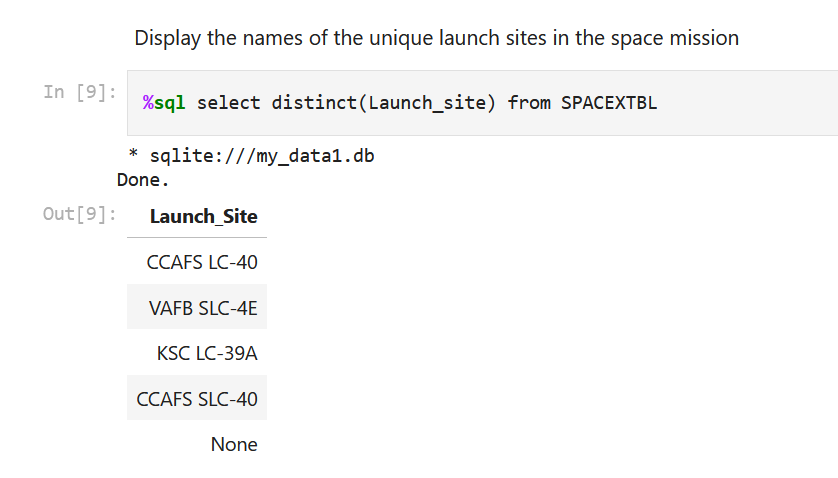 Display the names of the unique launch sites in the space mission
In [9]: %sql select distinct(Launch_site) from SPACEXTBL
* sqlite:///my_data1.db
Done.
Out[9]: Launch_Site
CCAFS LC-40
VAFB SLC-4E
KSC LC-39A
CCAFS SLC-40
None